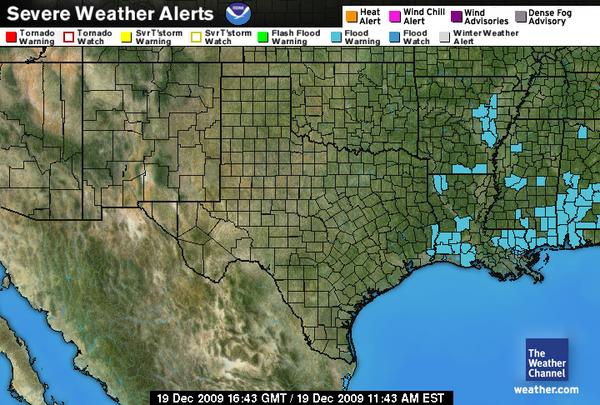 Severe Weather Alerts
NOAA
Heat Alert
Wind Chill Alert
Wind Advisories
Dense Fog Advisory
Tornado Warning
Tornado Watch
SvrT'storm Warning
SvrT'storm Watch
Flash Flood Warning
Flood Warning
Flood Watch
Winter Weather Alert
The Weather Channel
weather.com
19 Dec 2009 16:43 GMT / 19 Dec 2009 11:43 AM EST